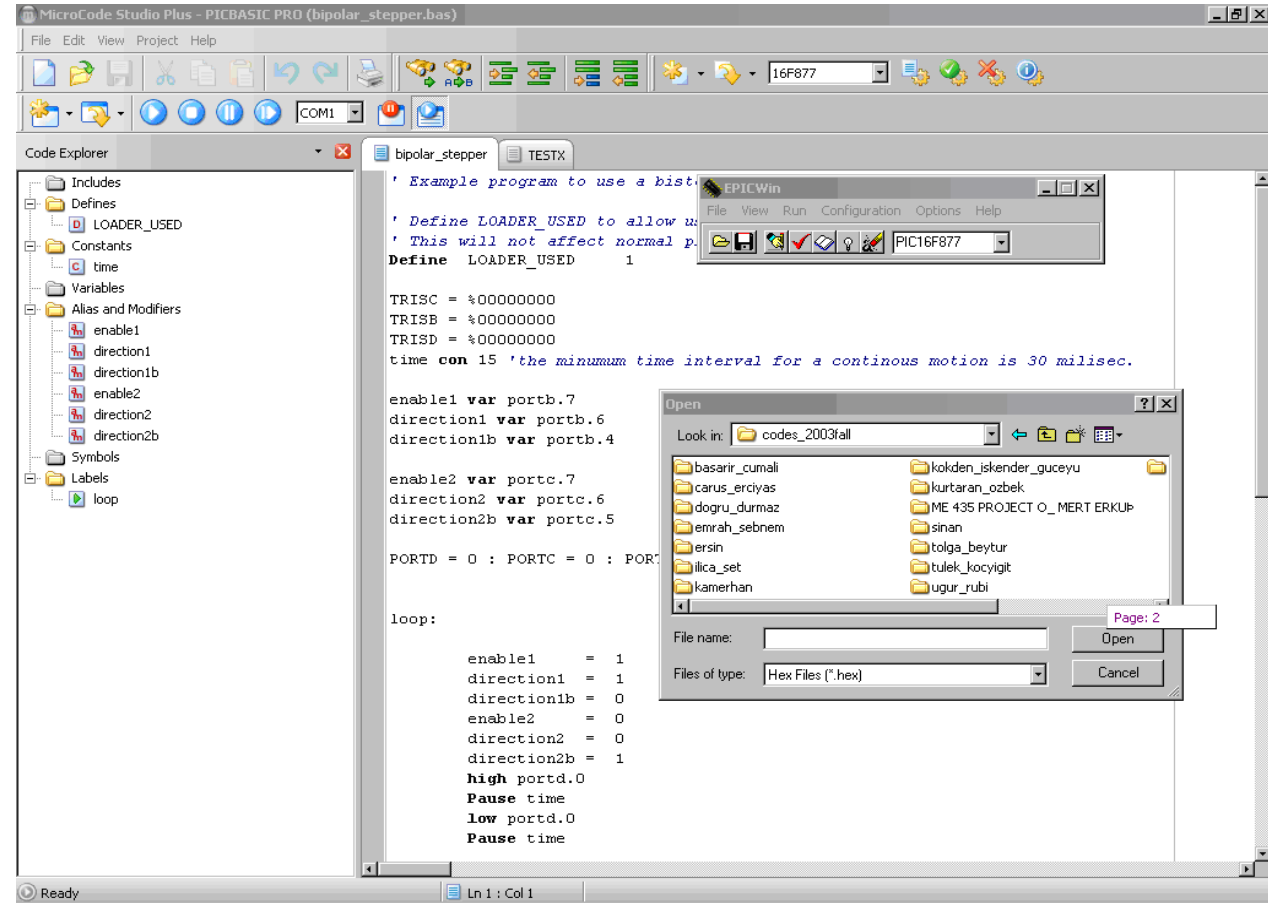 MicroCode Studio Plus - PICBASIC PRO (bipolar_stepper.bas)
File Edit View Project Help
16F877
COM1
Code Explorer
Includes
Defines
LOADER_USED
Constants
time
Variables
Alias and Modifiers
enable1
direction1
direction1b
enable2
direction2
direction2b
Symbols
Labels
loop
bipolar_stepper TESTX
' Example program to use a bist
' Define LOADER_USED to allow u
' This will not affect normal p
Define LOADER_USED 1
TRISC = %00000000
TRISB = %00000000
TRISD = %00000000
time con 15 'the minumum time interval for a continous motion is 30 milisec.
enable1 var portb.7
direction1 var portb.6
direction1b var portb.4
enable2 var portc.7
direction2 var portc.6
direction2b var portc.5
PORTD = 0 : PORTC = 0 : PORT
loop:
enable1 = 1
direction1 = 1
direction1b = 0
enable2 = 0
direction2 = 0
direction2b = 1
high portd.0
Pause time
low portd.0
Pause time
EPICWin
File View Run Configuration Options Help
PIC16F877
Open
Look in: codes_2003fall
basarir_cumali
carus_erciyas
dogru_durmaz
emrah_sebnem
ersin
ilica_set
kamerhan
kokden_iskender_guceyu
kurtaran_ozbek
ME 435 PROJECT O_ MERT ERKUÞ
sinan
tolga_beytur
tulek_kocyigit
ugur_rubi
Page: 2
File name:
Open
Files of type: Hex Files (*.hex)
Cancel
Ready
Ln 1 : Col 1